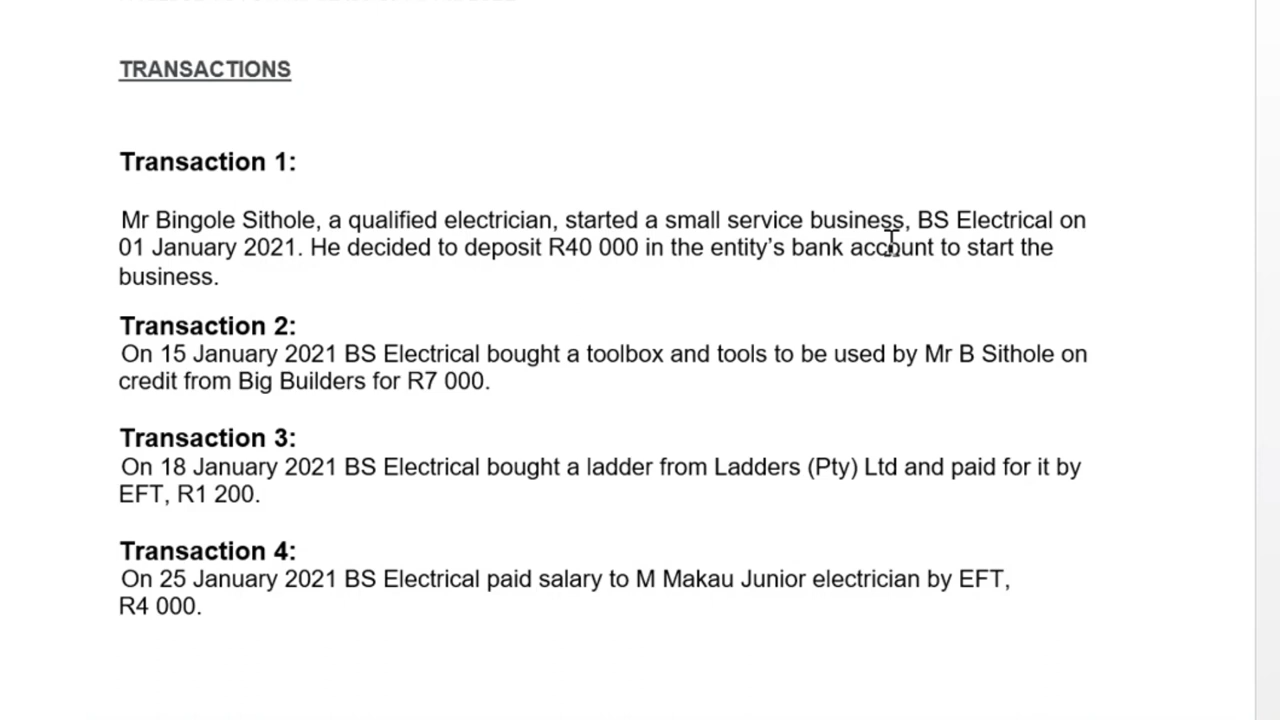 TRANSACTIONS
Transaction 1:
Mr Bingole Sithole, a qualified electrician, started a small service business, BS Electrical on
01 January 2021. He decided to deposit R40 000 in the entity’s bank account to start the
business.
Transaction 2:
On 15 January 2021 BS Electrical bought a toolbox and tools to be used by Mr B Sithole on
credit from Big Builders for R7 000.
Transaction 3:
On 18 January 2021 BS Electrical bought a ladder from Ladders (Pty) Ltd and paid for it by
EFT, R1 200.
Transaction 4:
On 25 January 2021 BS Electrical paid salary to M Makau Junior electrician by EFT,
R4 000.